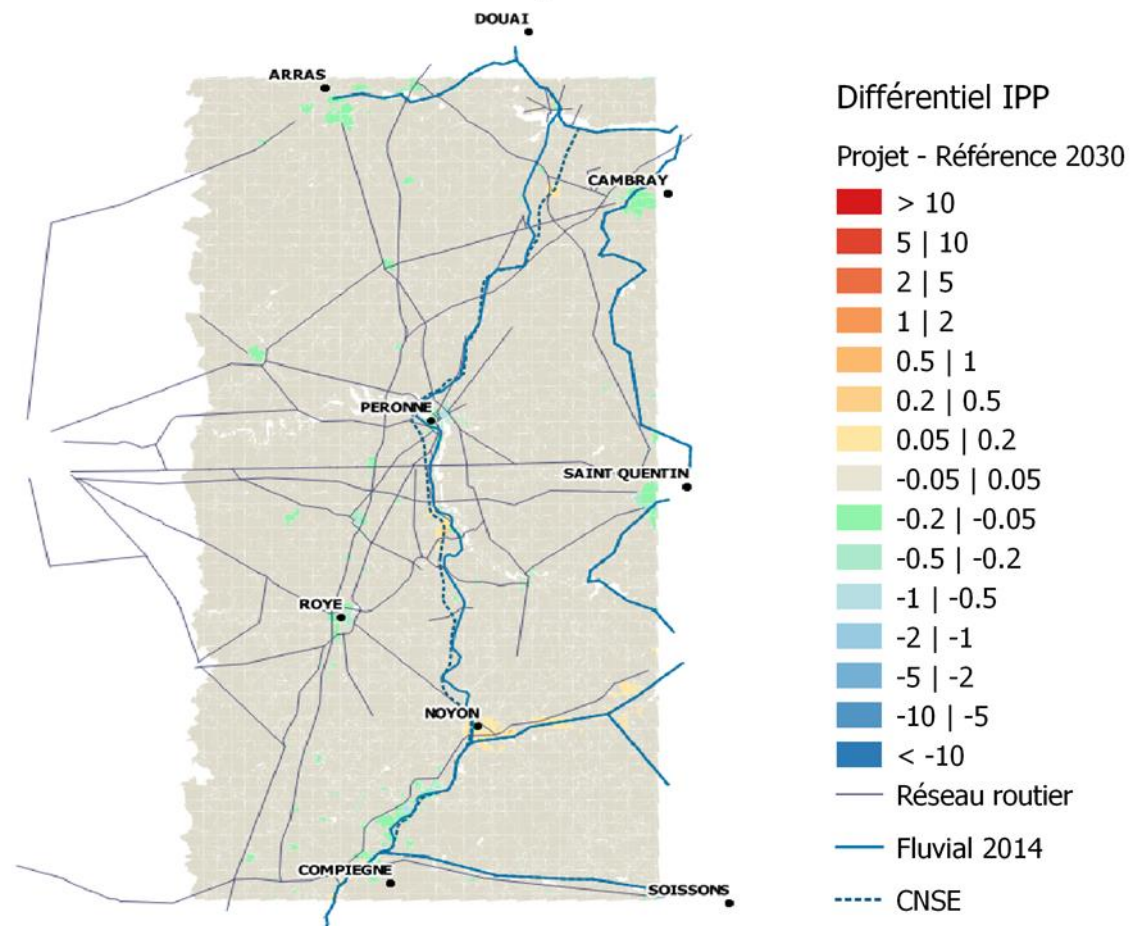 DOUAI
ARRAS
CAMBRAY
PERONNE
SAINT QUENTIN
ROYE
NOYON
COMPIEGNE
SOISSONS
Différentiel IPP
Projet - Référence 2030
> 10
5 | 10
2 | 5
1 | 2
0.5 | 1
0.2 | 0.5
0.05 | 0.2
-0.05 | 0.05
-0.2 | -0.05
-0.5 | -0.2
-1 | -0.5
-2 | -1
-5 | -2
-10 | -5
< -10
Réseau routier
Fluvial 2014
CNSE